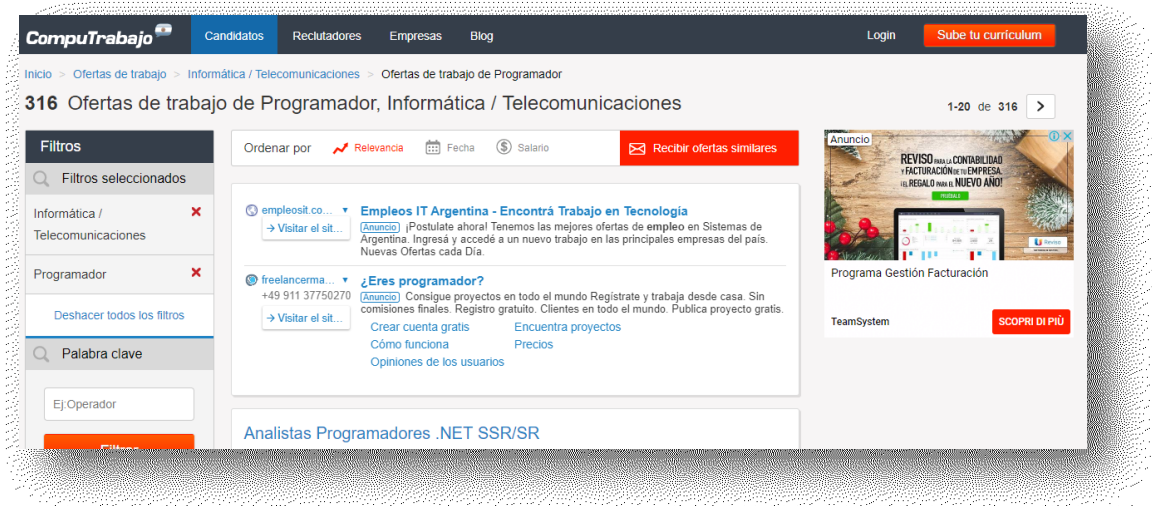 CompuTrabajo
Candidatos
Reclutadores
Empresas
Blog
Login
Sube tu currículum
Inicio > Ofertas de trabajo > Informática / Telecomunicaciones > Ofertas de trabajo de Programador
316 Ofertas de trabajo de Programador, Informática / Telecomunicaciones
1-20 de 316 >
Filtros
Filtros seleccionados
Informática /
Telecomunicaciones
Programador
Deshacer todos los filtros
Palabra clave
Ej:Operador
Filtrar
Ordenar por Relevancia Fecha Salario
Recibir ofertas similares
empleosit.co...
→ Visitar el sit...
Empleos IT Argentina - Encontrá Trabajo en Tecnología
Anuncio ¡Postulate ahora! Tenemos las mejores ofertas de empleo en Sistemas de
Argentina. Ingresá y accedé a un nuevo trabajo en las principales empresas del país.
Nuevas Ofertas cada Día.
freelancerma...
+49 911 37750270
→ Visitar el sit...
¿Eres programador?
Anuncio Consigue proyectos en todo el mundo Regístrate y trabaja desde casa. Sin
comisiones finales. Registro gratuito. Clientes en todo el mundo. Publica proyecto gratis.
Crear cuenta gratis Encuentra proyectos
Cómo funciona Precios
Opiniones de los usuarios
Analistas Programadores .NET SSR/SR
Anuncio
REVISO PARA LA CONTABILIDAD
Y FACTURACIÓN DE TU EMPRESA.
¡EL REGALO PARA EL NUEVO AÑO!
Reviso
Programa Gestión Facturación
TeamSystem
SCOPRI DI PIÙ